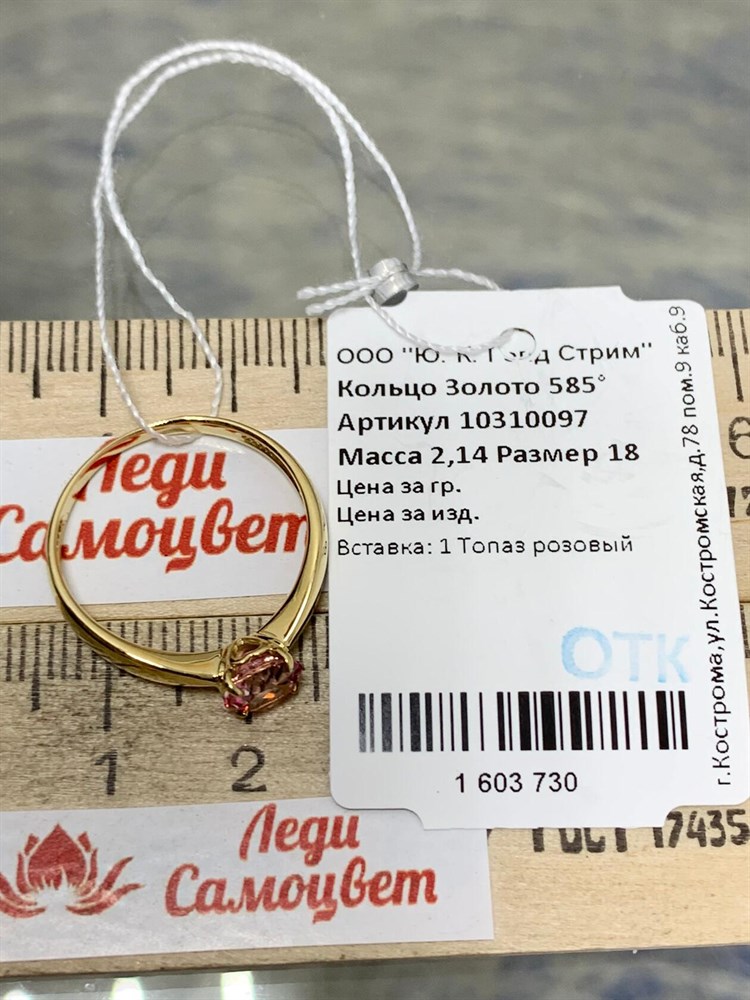 ООО "Ю. К. Голд Стрим"
Кольцо Золото 585°
Артикул 10310097
Масса 2,14 Размер 18
Цена за гр.
Цена за изд.
Вставка: 1 Топаз розовый
ОТК
1 603 730
г.Кострома,ул.Костромская,д.78 пом.9 каб.9
Леди
Самоцвет
1 2
6
17435
Леди
Самоцвет